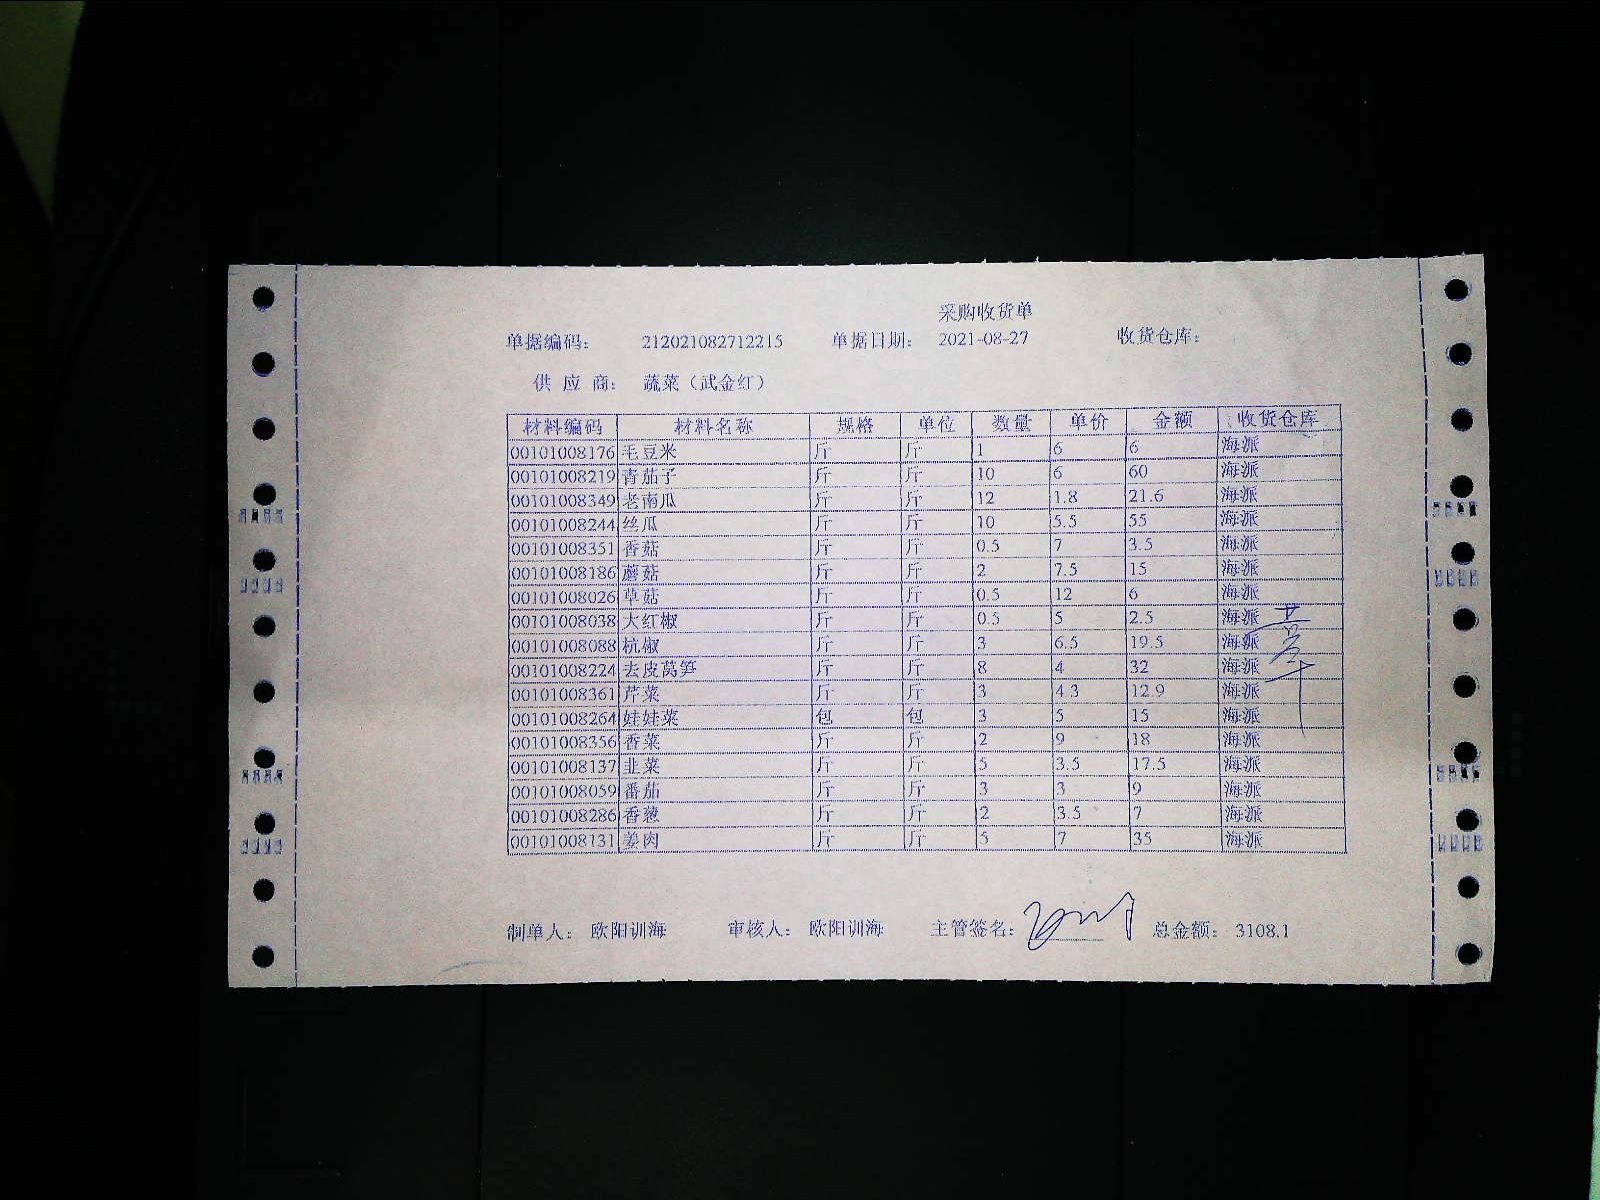 采购收货单
单据编码： 212021082712215 单据日期： 2021-08-27 收货仓库：
供 应 商： 蔬菜（武金红）
材料编码 材料名称 规格 单位 数量 单价 金额 收货仓库
00101008176 毛豆米 斤 斤 1 6 6 海派
00101008219 青茄子 斤 斤 10 6 60 海派
00101008349 老南瓜 斤 斤 12 1.8 21.6 海派
00101008244 丝瓜 斤 斤 10 5.5 55 海派
00101008351 香菇 斤 斤 0.5 7 3.5 海派
00101008186 蘑菇 斤 斤 2 7.5 15 海派
00101008026 草菇 斤 斤 0.5 12 6 海派
00101008038 大红椒 斤 斤 0.5 5 2.5 海派
00101008088 杭椒 斤 斤 3 6.5 19.5 海派
00101008224 去皮莴笋 斤 斤 8 4 32 海派
00101008361 芹菜 斤 斤 3 4.3 12.9 海派
00101008264 娃娃菜 包 包 3 5 15 海派
00101008356 香菜 斤 斤 2 9 18 海派
00101008137 韭菜 斤 斤 5 3.5 17.5 海派
00101008059 番茄 斤 斤 3 3 9 海派
00101008286 香葱 斤 斤 2 3.5 7 海派
00101008131 姜肉 斤 斤 5 7 35 海派
制单人： 欧阳训海 审核人： 欧阳训海 主管签名： 总金额： 3108.1